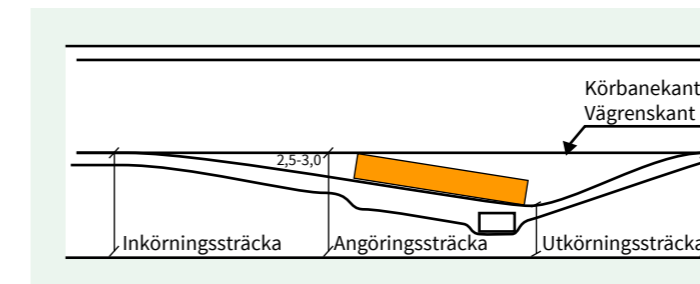 Körbanekant
Vägrenskant
2,5-3,0
Inkörningssträcka
Angöringssträcka
Utkörningssträcka